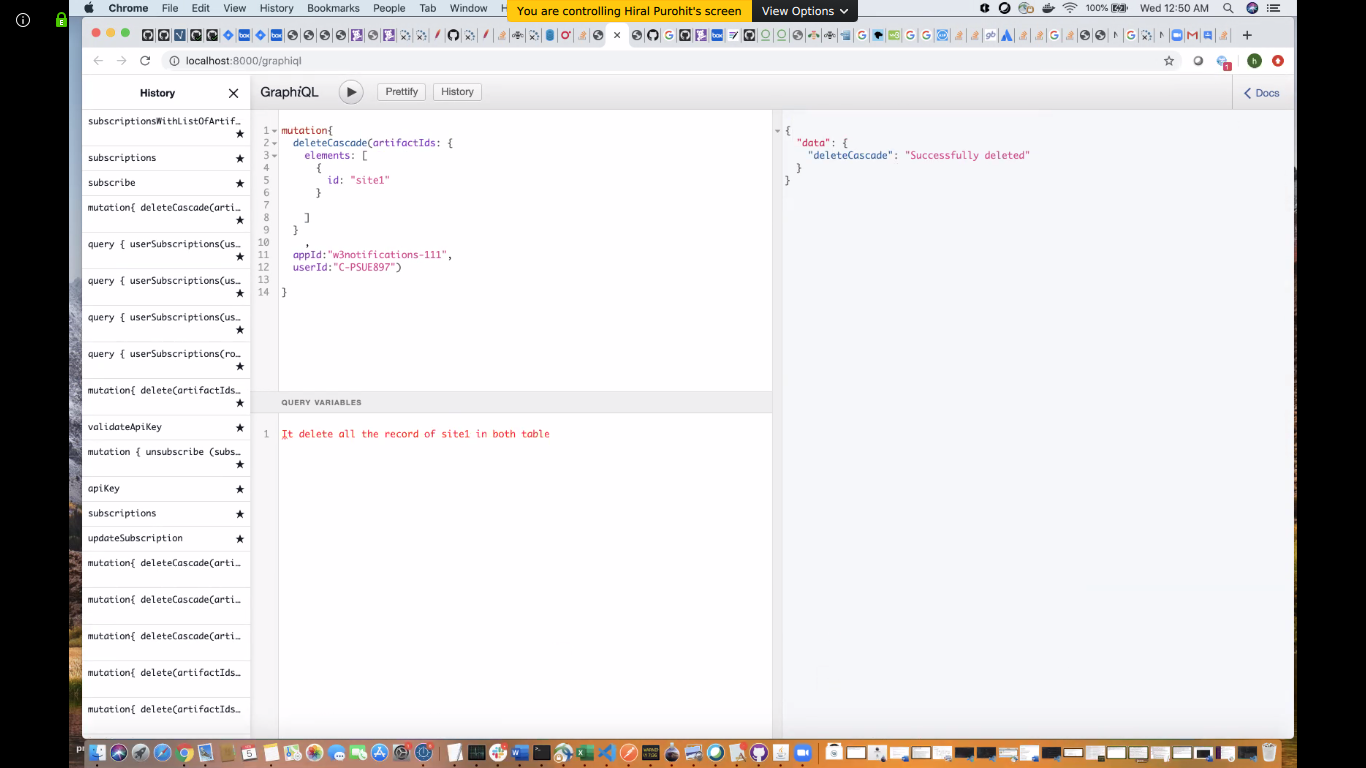 Chrome File Edit View History Bookmarks People Tab Window H
You are controlling Hiral Purohit's screen
View Options
100%
Wed 12:50 AM
localhost:8000/graphiql
1
h
History
GraphiQL
Prettify
History
Docs
subscriptionsWithListOfArtif…
subscriptions
subscribe
mutation{ deleteCascade(arti…
query { userSubscriptions(us…
query { userSubscriptions(us…
query { userSubscriptions(us…
query { userSubscriptions(ro…
mutation{ delete(artifactIds…
validateApiKey
mutation { unsubscribe (subs…
apiKey
subscriptions
updateSubscription
mutation{ deleteCascade(arti…
mutation{ deleteCascade(arti…
mutation{ deleteCascade(arti…
mutation{ delete(artifactIds…
mutation{ delete(artifactIds…
1 mutation{
2 deleteCascade(artifactIds: {
3 elements: [
4 {
5 id: "site1"
6 }
7
8 ]
9 }
10 ,
11 appId:"w3notifications-111",
12 userId:"C-PSUE897")
13
14 }
QUERY VARIABLES
1 It delete all the record of site1 in both table
{
"data": {
"deleteCascade": "Successfully deleted"
}
}